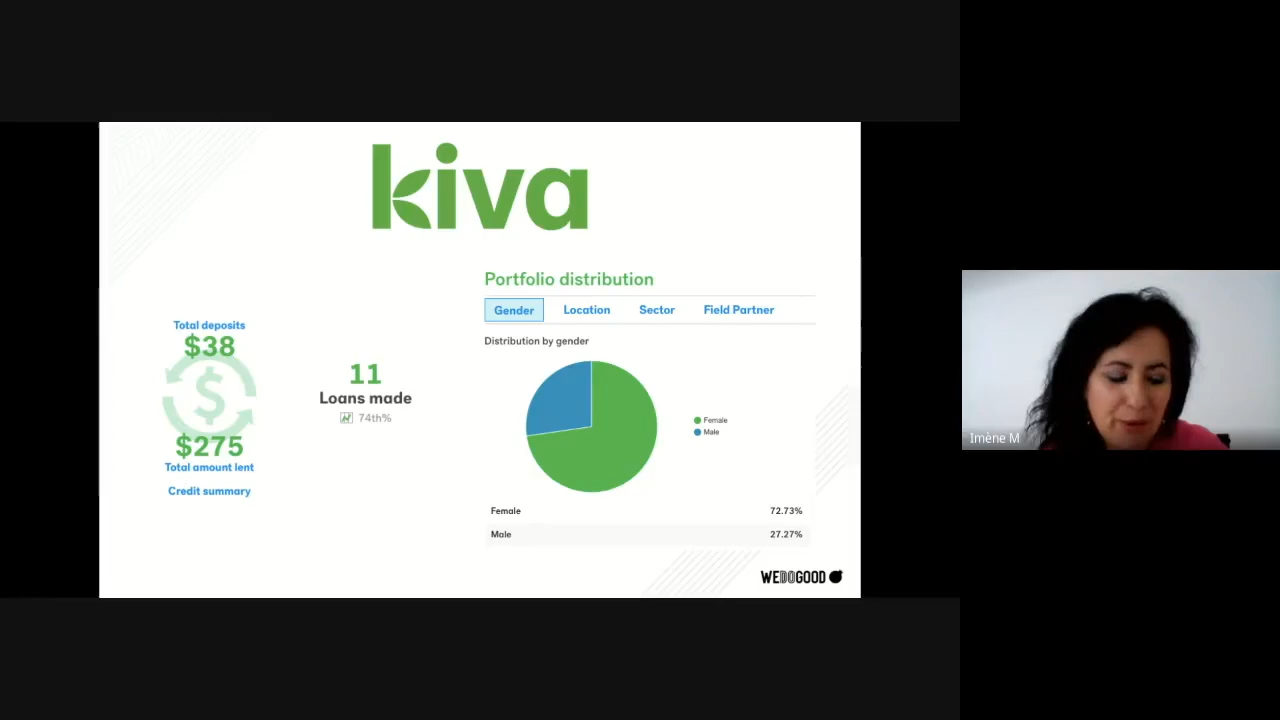 kiva
Portfolio distribution
Gender Location Sector Field Partner
Distribution by gender
Total deposits
$38
$
$275
Total amount lent
Credit summary
11
Loans made
74th%
Female
Male
Female 72.73%
Male 27.27%
WEDOGOOD
Imène M